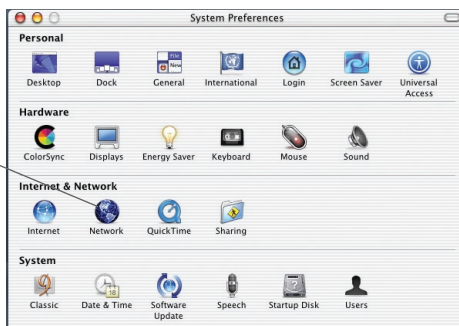 System Preferences
Personal
Desktop Dock General International Login Screen Saver Universal Access
Hardware
ColorSync Displays Energy Saver Keyboard Mouse Sound
Internet & Network
Internet Network QuickTime Sharing
System
Classic Date & Time Software Update Speech Startup Disk Users